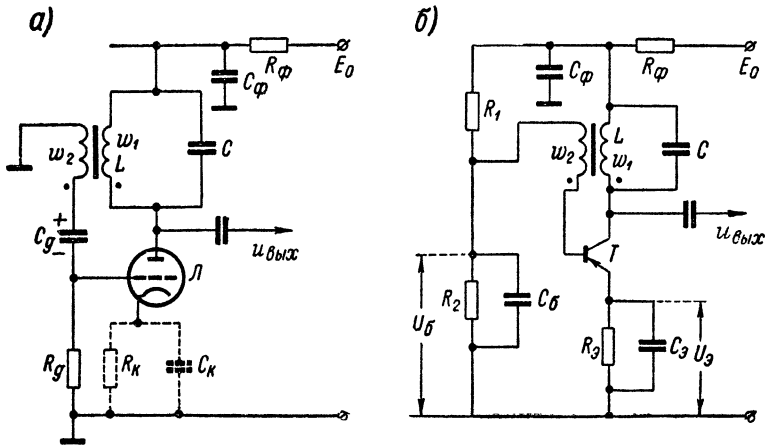 а)
Rф
E₀
Cф
w₂
w₁
L
C
+
Cg
−
uвых
Л
Rg
Rк
Cк
б)
Cф
Rф
E₀
R₁
w₂
L
w₁
C
uвых
T
Uб
R₂
Cб
Rэ
Cэ
Uэ